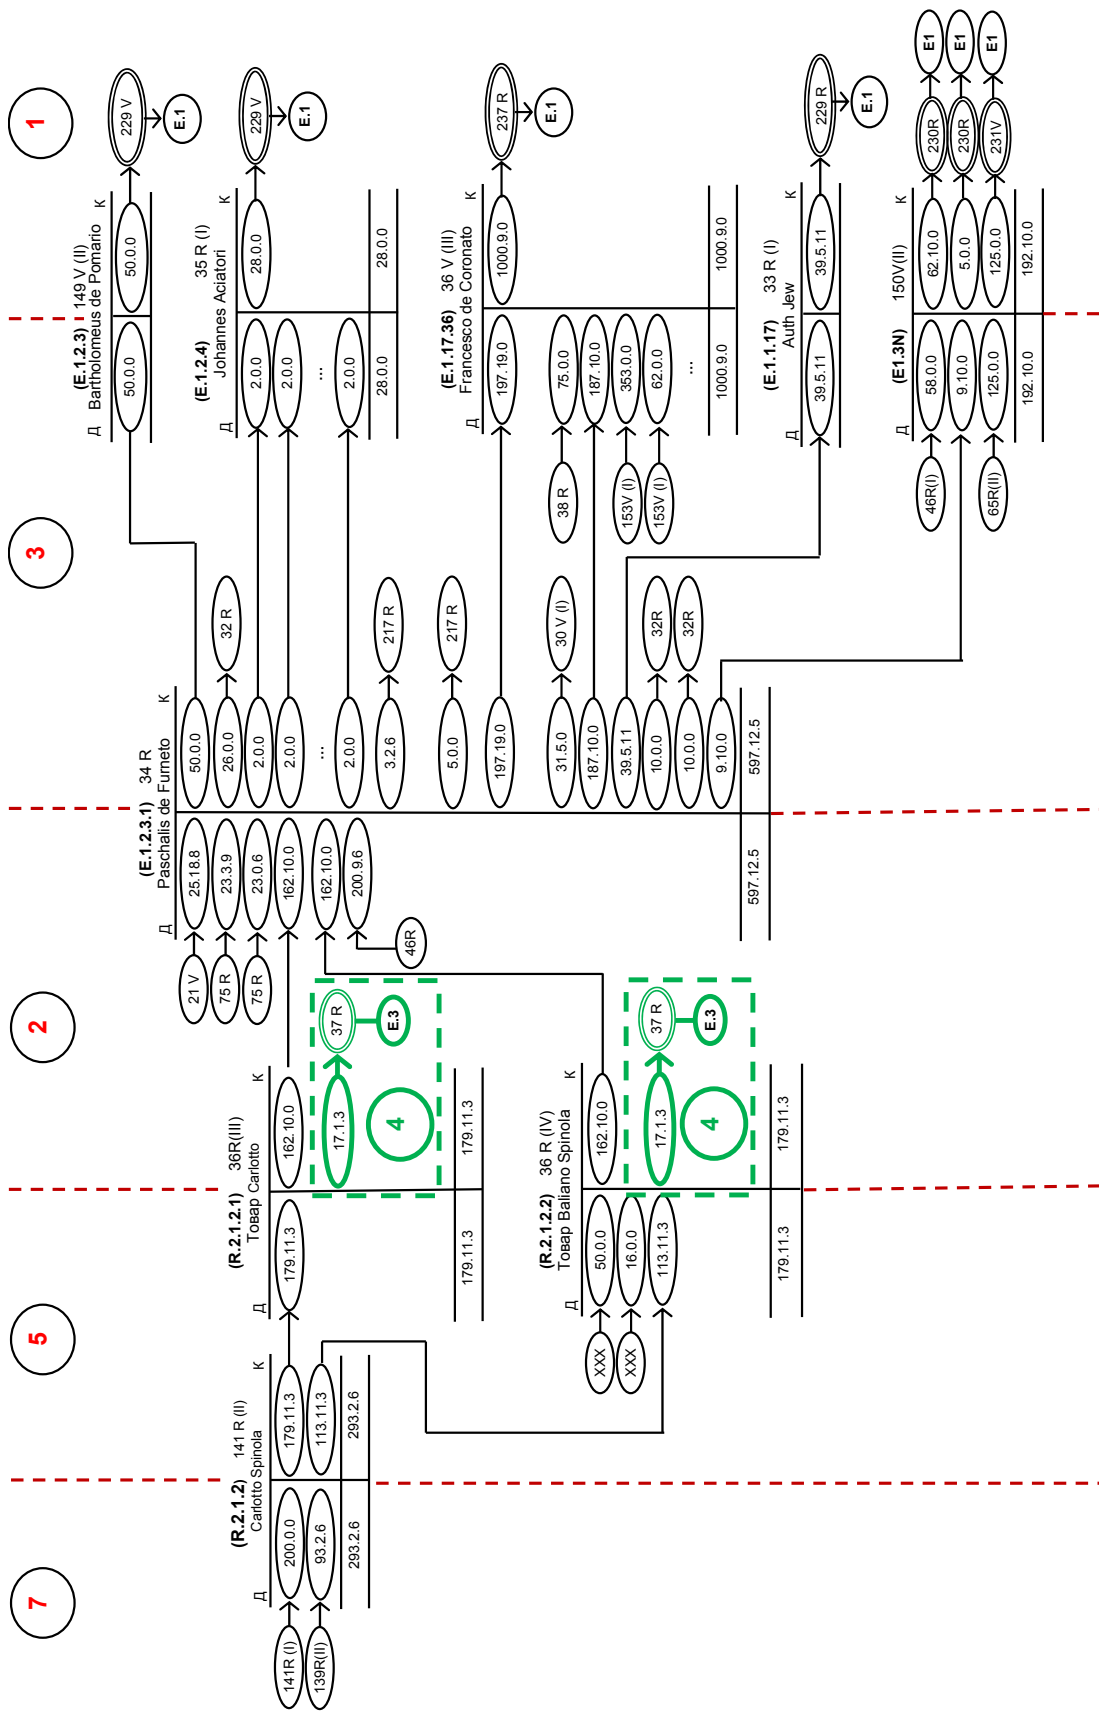 7
5
2
3
1
(R.2.1.2) 141 R (II)
Carlotto Spinola
Д К
141R (I)
200.0.0
179.11.3
139R(II)
93.2.6
113.11.3
293.2.6
293.2.6
(R.2.1.2.1) 36R(III)
Товар Carlotto
Д К
179.11.3
162.10.0
17.1.3
37 R
E.3
4
179.11.3
179.11.3
(R.2.1.2.2) 36 R (IV)
Товар Baliano Spinola
Д К
XXX
50.0.0
162.10.0
XXX
16.0.0
113.11.3
17.1.3
37 R
E.3
4
179.11.3
179.11.3
(E.1.2.3.1) 34 R
Paschalis de Furneto
Д К
21 V
25.18.8
50.0.0
75 R
23.3.9
26.0.0
32 R
75 R
23.0.6
2.0.0
162.10.0
2.0.0
162.10.0
...
200.9.6
2.0.0
46R
3.2.6
217 R
5.0.0
217 R
197.19.0
31.5.0
30 V (I)
187.10.0
39.5.11
10.0.0
32R
10.0.0
32R
9.10.0
597.12.5
597.12.5
(E.1.2.3) 149 V (II)
Bartholomeus de Pomario
Д К
50.0.0
50.0.0
229 V
E.1
(E.1.2.4) 35 R (I)
Johannes Aciatori
Д К
2.0.0
28.0.0
229 V
E.1
2.0.0
...
2.0.0
28.0.0
28.0.0
(E.1.17.36) 36 V (III)
Francesco de Coronato
Д К
197.19.0
1000.9.0
237 R
E.1
38 R
75.0.0
187.10.0
153V (I)
353.0.0
153V (I)
62.0.0
...
1000.9.0
1000.9.0
(E.1.1.17) 33 R (I)
Auth Jew
Д К
39.5.11
39.5.11
229 R
E.1
(E1.3N) 150V(II)
Д К
46R(I)
58.0.0
62.10.0
230R
E1
9.10.0
5.0.0
230R
E1
65R(II)
125.0.0
125.0.0
231V
E1
192.10.0
192.10.0